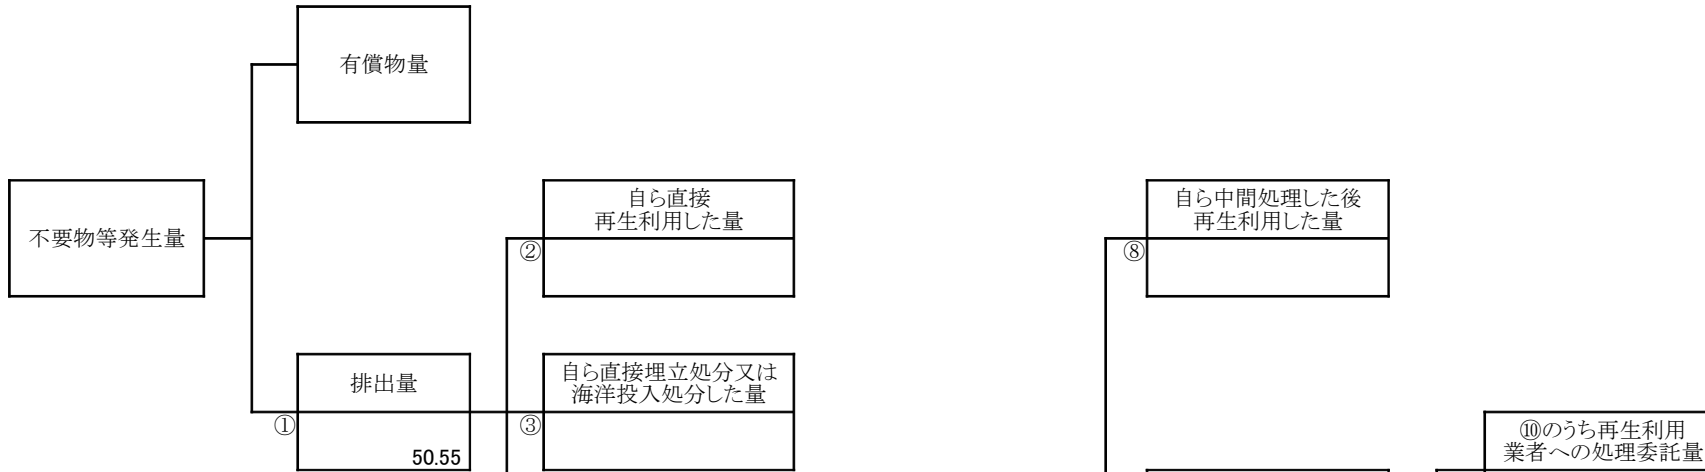 有償物量
不要物等発生量
自ら直接
再生利用した量
②
自ら中間処理した後
再生利用した量
⑧
排出量
①
50.55
自ら直接埋立処分又は
海洋投入処分した量
③
⑩のうち再生利用
業者への処理委託量